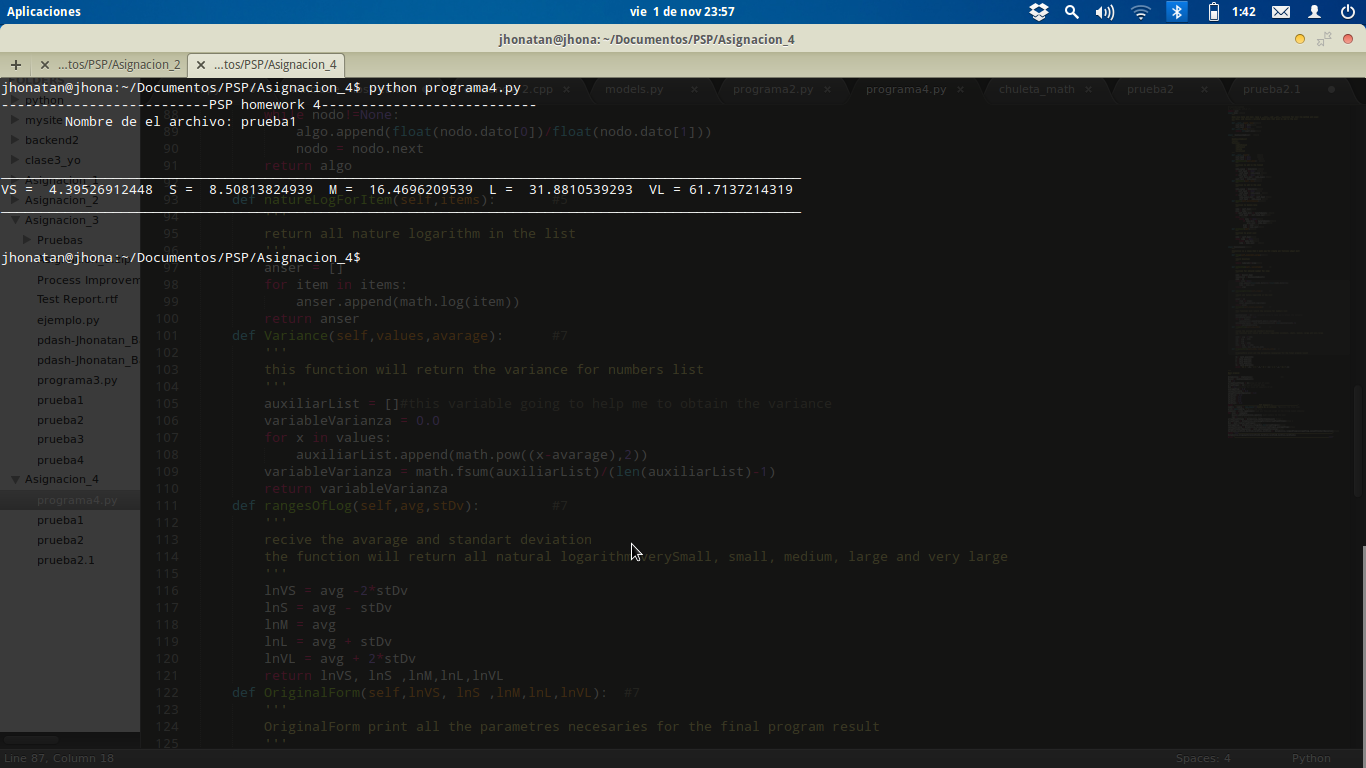 Aplicaciones
vie 1 de nov 23:57
1:42
jhonatan@jhona: ~/Documentos/PSP/Asignacion_4
+ × ...tos/PSP/Asignacion_2 × ...tos/PSP/Asignacion_4
jhonatan@jhona:~/Documentos/PSP/Asignacion_4$ python programa4.py
--------------------------PSP homework 4---------------------------
Nombre de el archivo: prueba1
VS = 4.39526912448 S = 8.50813824939 M = 16.4696209539 L = 31.8810539293 VL = 61.7137214319
jhonatan@jhona:~/Documentos/PSP/Asignacion_4$
2.cpp × models.py × programa2.py × programa4.py × chuleta_math × prueba2 × prueba2.1
python
mysite
backend2
clase3_yo
Asignacion_1
Asignacion_2
Asignacion_3
Pruebas
Process Improvem
Test Report.rtf
ejemplo.py
pdash-Jhonatan_B
pdash-Jhonatan_B
programa3.py
prueba1
prueba2
prueba3
prueba4
Asignacion_4
programa4.py
prueba1
prueba2
prueba2.1
88 nodo!=None:
89 algo.append(float(nodo.dato[0])/float(nodo.dato[1]))
90 nodo = nodo.next
91 return algo
93 def natureLogForItem(self,items): #5
94 '''
95 return all nature logarithm in the list
96 '''
97 anser = []
98 for item in items:
99 anser.append(math.log(item))
100 return anser
101 def Variance(self,values,avarage): #7
102 '''
103 this function will return the variance for numbers list
104 '''
105 auxiliarList = []#this variable going to help me to obtain the variance
106 variableVarianza = 0.0
107 for x in values:
108 auxiliarList.append(math.pow((x-avarage),2))
109 variableVarianza = math.fsum(auxiliarList)/(len(auxiliarList)-1)
110 return variableVarianza
111 def rangesOfLog(self,avg,stDv): #7
112 '''
113 recive the avarage and standart deviation
114 the function will return all natural logarithm verySmall, small, medium, large and very large
115 '''
116 lnVS = avg -2*stDv
117 lnS = avg - stDv
118 lnM = avg
119 lnL = avg + stDv
120 lnVL = avg + 2*stDv
121 return lnVS, lnS ,lnM,lnL,lnVL
122 def OriginalForm(self,lnVS, lnS ,lnM,lnL,lnVL): #7
123 '''
124 OriginalForm print all the parametres necesaries for the final program result
125 '''
Line 87, Column 18
Spaces: 4
Python